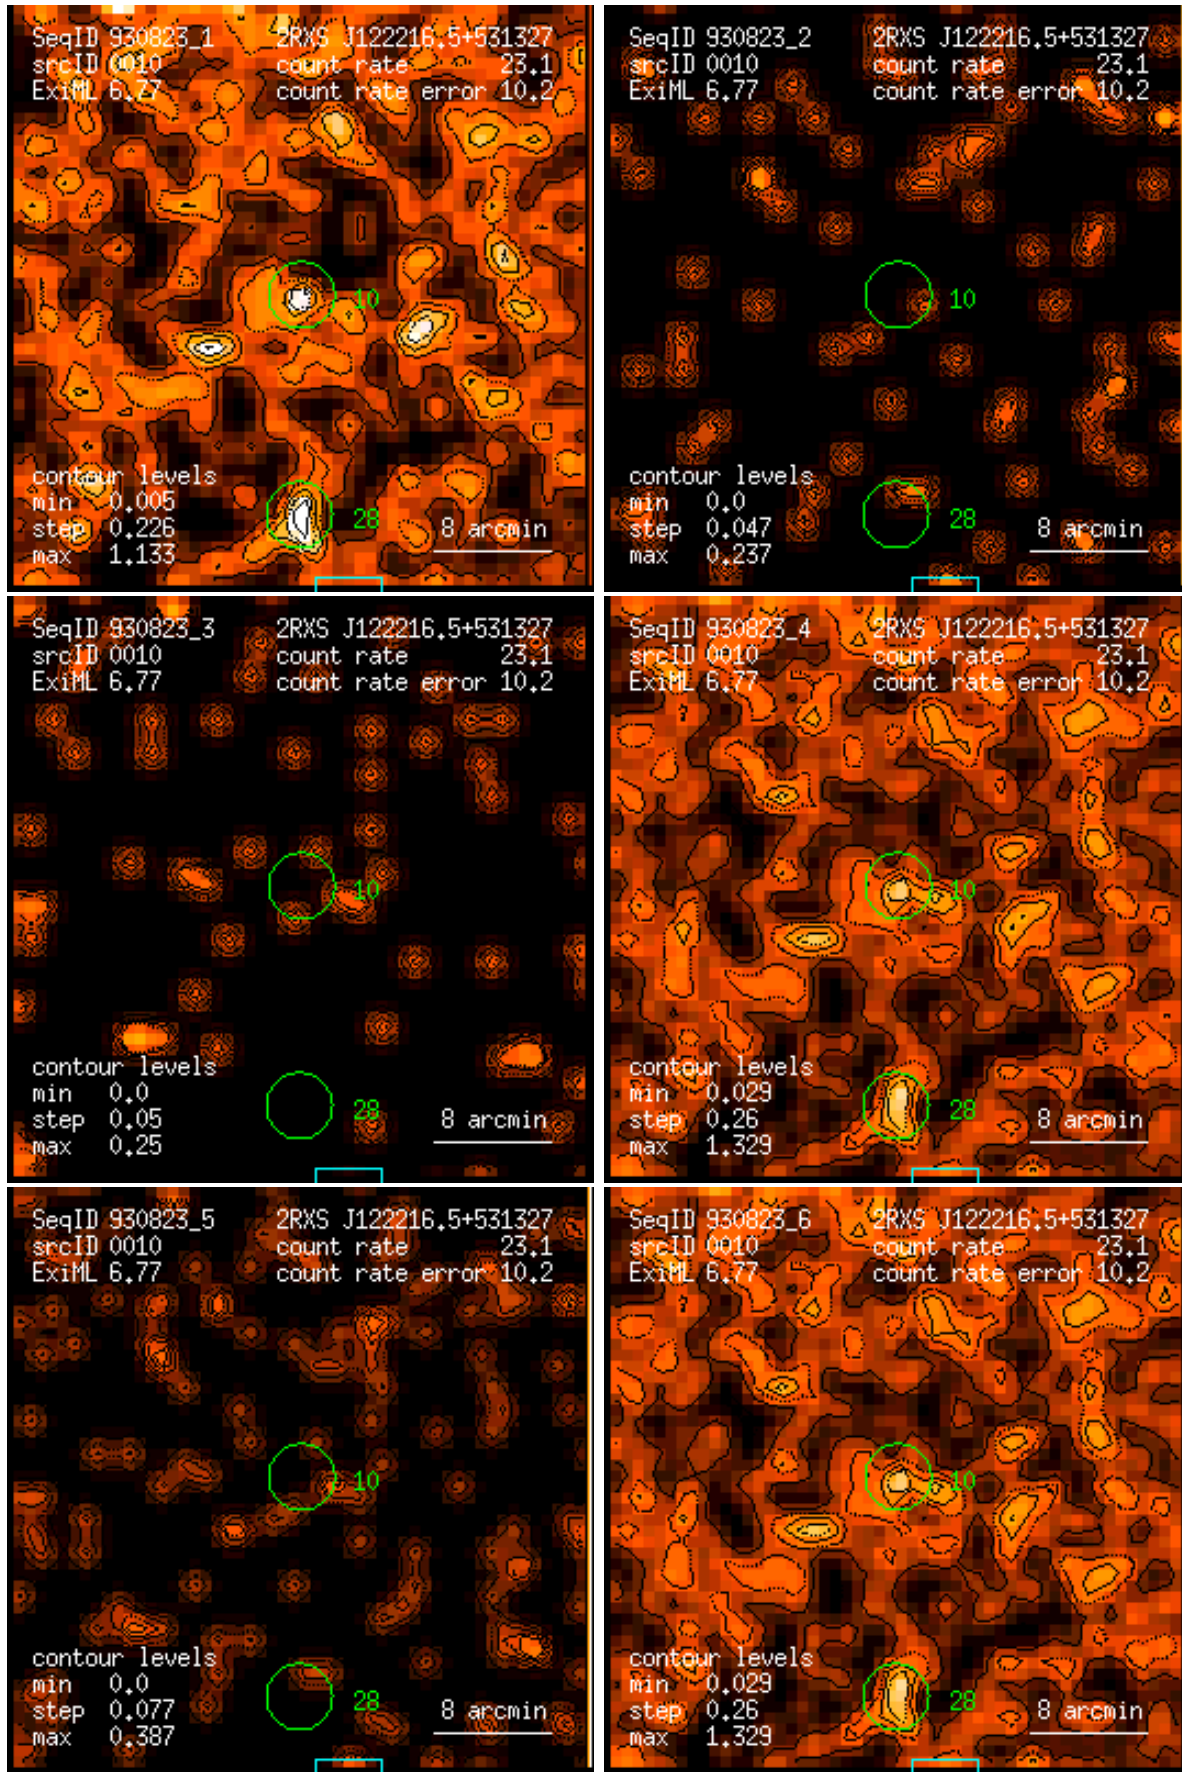 SeqID 930823_1 2RXS J122216.5+531327
srcID 0010 count rate 23.1
ExiML 6.77 count rate error 10.2
10
contour levels
min 0.005
step 0.226 28 8 arcmin
max 1.133
SeqID 930823_2 2RXS J122216.5+531327
srcID 0010 count rate 23.1
ExiML 6.77 count rate error 10.2
10
contour levels
min 0.0
step 0.047 28 8 arcmin
max 0.237
SeqID 930823_3 2RXS J122216.5+531327
srcID 0010 count rate 23.1
ExiML 6.77 count rate error 10.2
10
contour levels
min 0.0
step 0.05 28 8 arcmin
max 0.25
SeqID 930823_4 2RXS J122216.5+531327
srcID 0010 count rate 23.1
ExiML 6.77 count rate error 10.2
10
contour levels
min 0.029
step 0.26 28 8 arcmin
max 1.329
SeqID 930823_5 2RXS J122216.5+531327
srcID 0010 count rate 23.1
ExiML 6.77 count rate error 10.2
10
contour levels
min 0.0
step 0.077 28 8 arcmin
max 0.387
SeqID 930823_6 2RXS J122216.5+531327
srcID 0010 count rate 23.1
ExiML 6.77 count rate error 10.2
10
contour levels
min 0.029
step 0.26 28 8 arcmin
max 1.329